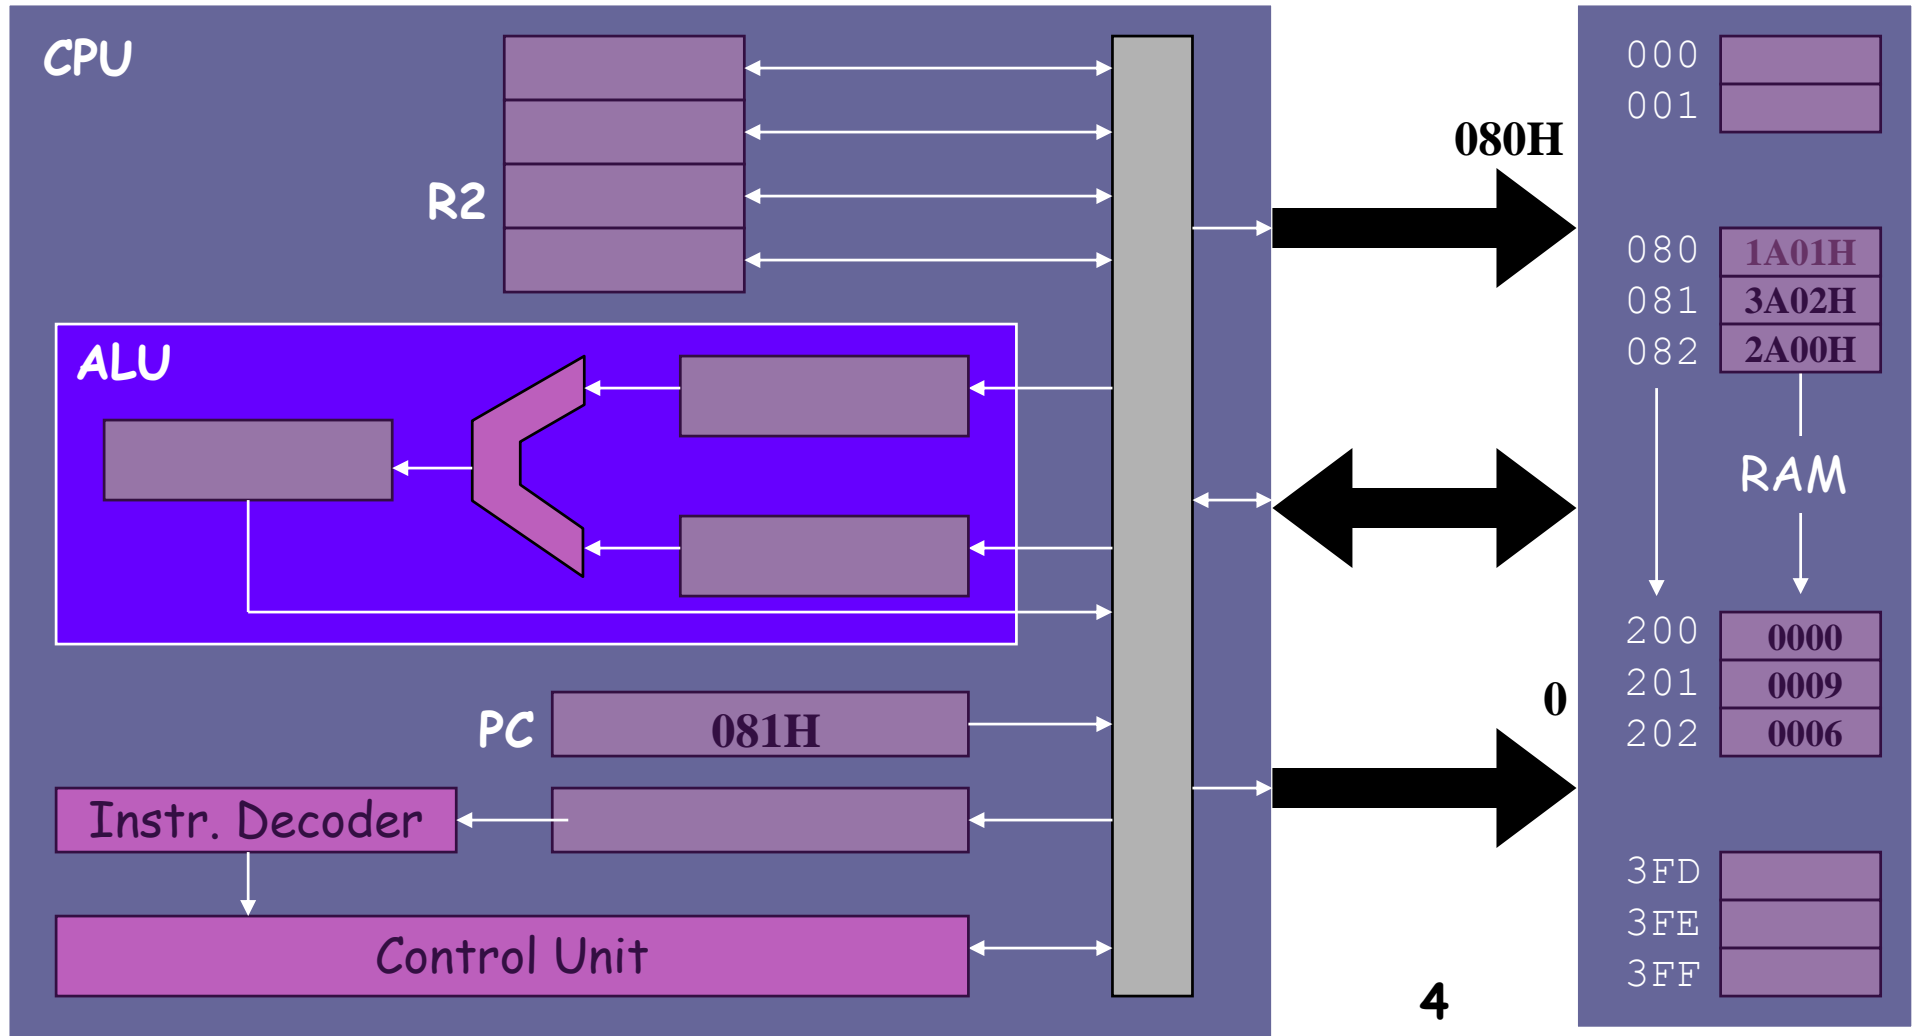 CPU
R2
ALU
PC
081H
Instr. Decoder
Control Unit
080H
0
4
000
001
080 1A01H
081 3A02H
082 2A00H
RAM
200 0000
201 0009
202 0006
3FD
3FE
3FF